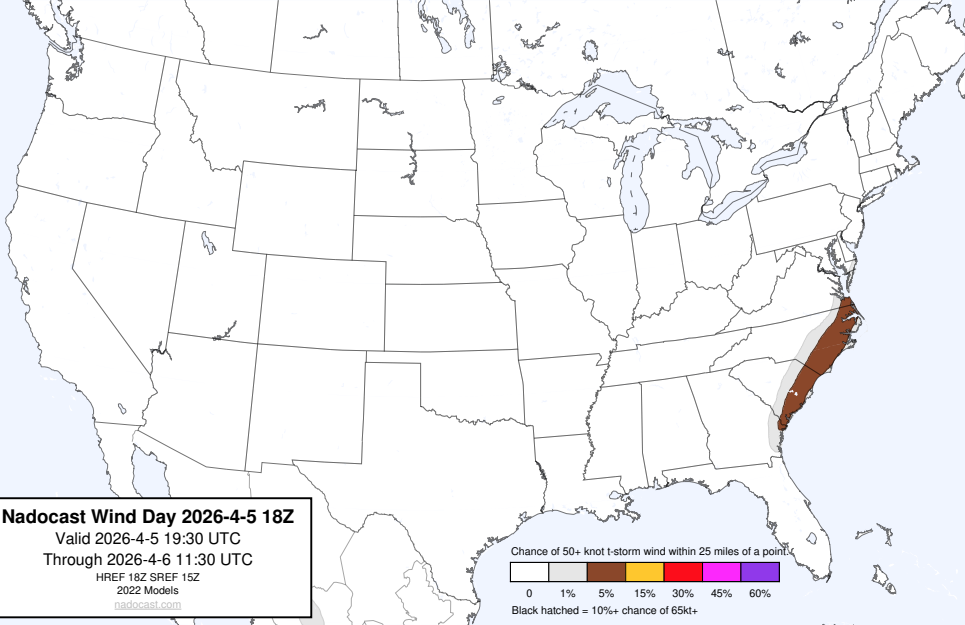 Nadocast Wind Day 2026-4-5 18Z
Valid 2026-4-5 19:30 UTC
Through 2026-4-6 11:30 UTC
HREF 18Z SREF 15Z
2022 Models
nadocast.com
Chance of 50+ knot t-storm wind within 25 miles of a point.
0 1% 5% 15% 30% 45% 60%
Black hatched = 10%+ chance of 65kt+